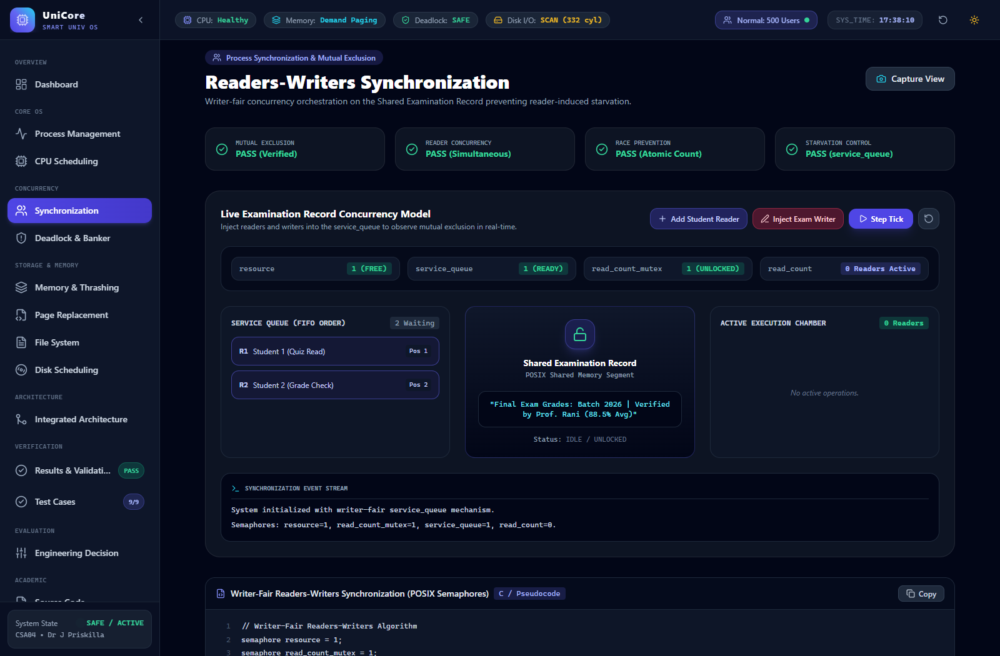 UniCore
SMART UNIV OS
CPU: Healthy
Memory: Demand Paging
Deadlock: SAFE
Disk I/O: SCAN (332 cyl)
Normal: 500 Users
SYS_TIME: 17:38:10
OVERVIEW
Dashboard
CORE OS
Process Management
CPU Scheduling
CONCURRENCY
Synchronization
Deadlock & Banker
STORAGE & MEMORY
Memory & Thrashing
Page Replacement
File System
Disk Scheduling
ARCHITECTURE
Integrated Architecture
VERIFICATION
Results & Validati... PASS
Test Cases 9/9
EVALUATION
Engineering Decision
ACADEMIC
Source Code
System State SAFE / ACTIVE
CSA04 • Dr J Priskilla
Process Synchronization & Mutual Exclusion
Readers-Writers Synchronization
Writer-fair concurrency orchestration on the Shared Examination Record preventing reader-induced starvation.
Capture View
MUTUAL EXCLUSION
PASS (Verified)
READER CONCURRENCY
PASS (Simultaneous)
RACE PREVENTION
PASS (Atomic Count)
STARVATION CONTROL
PASS (service_queue)
Live Examination Record Concurrency Model
Inject readers and writers into the service_queue to observe mutual exclusion in real-time.
Add Student Reader
Inject Exam Writer
Step Tick
resource 1 (FREE)
service_queue 1 (READY)
read_count_mutex 1 (UNLOCKED)
read_count 0 Readers Active
SERVICE QUEUE (FIFO ORDER) 2 Waiting
R1 Student 1 (Quiz Read) Pos 1
R2 Student 2 (Grade Check) Pos 2
Shared Examination Record
POSIX Shared Memory Segment
"Final Exam Grades: Batch 2026 | Verified
by Prof. Rani (88.5% Avg)"
Status: IDLE / UNLOCKED
ACTIVE EXECUTION CHAMBER 0 Readers
No active operations.
SYNCHRONIZATION EVENT STREAM
System initialized with writer-fair service_queue mechanism.
Semaphores: resource=1, read_count_mutex=1, service_queue=1, read_count=0.
Writer-Fair Readers-Writers Synchronization (POSIX Semaphores) C / Pseudocode
Copy
1 // Writer-Fair Readers-Writers Algorithm
2 semaphore resource = 1;
3 semaphore read_count_mutex = 1;